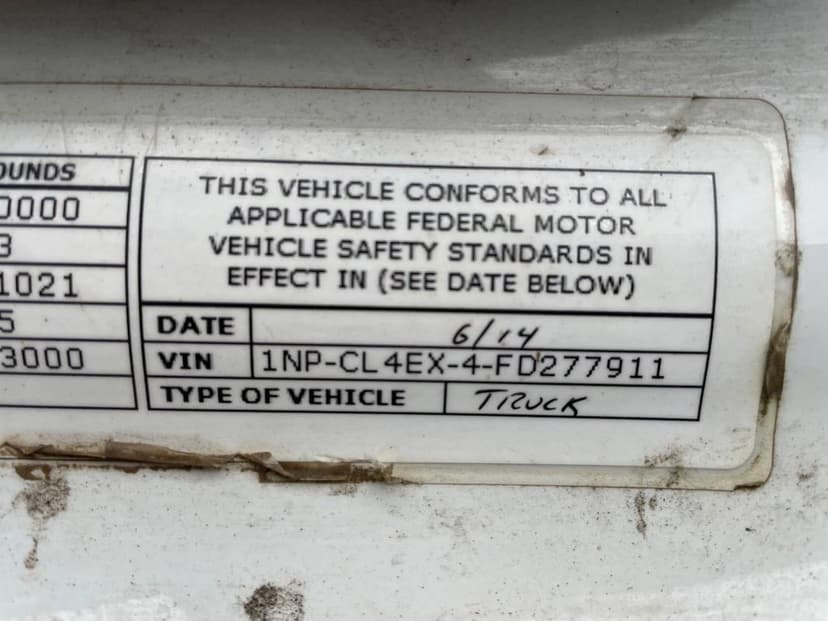 OUNDS
0000
3
1021
5
3000
THIS VEHICLE CONFORMS TO ALL
APPLICABLE FEDERAL MOTOR
VEHICLE SAFETY STANDARDS IN
EFFECT IN (SEE DATE BELOW)
DATE 6/14
VIN 1NP-CL4EX-4-FD277911
TYPE OF VEHICLE TRUCK